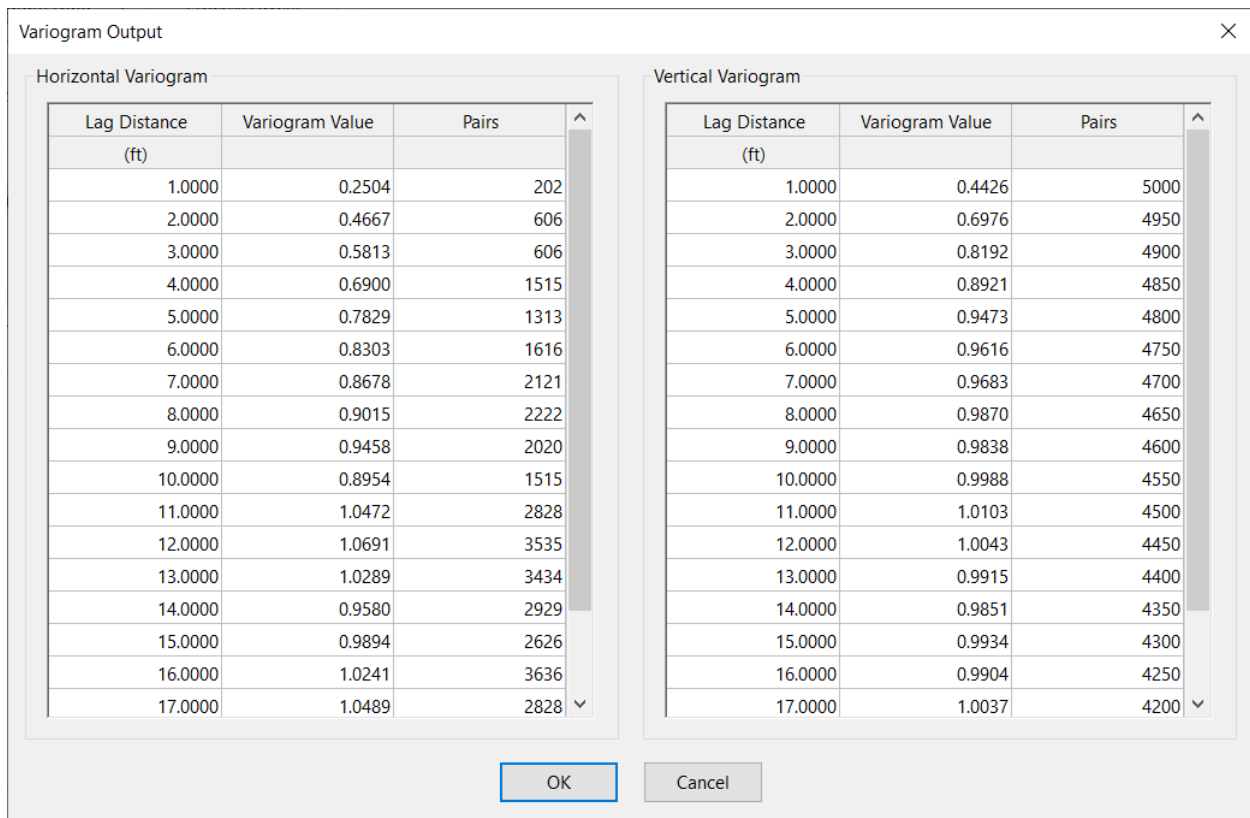 Variogram Output
Horizontal Variogram
Lag Distance Variogram Value Pairs
(ft)
1.0000 0.2504 202
2.0000 0.4667 606
3.0000 0.5813 606
4.0000 0.6900 1515
5.0000 0.7829 1313
6.0000 0.8303 1616
7.0000 0.8678 2121
8.0000 0.9015 2222
9.0000 0.9458 2020
10.0000 0.8954 1515
11.0000 1.0472 2828
12.0000 1.0691 3535
13.0000 1.0289 3434
14.0000 0.9580 2929
15.0000 0.9894 2626
16.0000 1.0241 3636
17.0000 1.0489 2828
Vertical Variogram
Lag Distance Variogram Value Pairs
(ft)
1.0000 0.4426 5000
2.0000 0.6976 4950
3.0000 0.8192 4900
4.0000 0.8921 4850
5.0000 0.9473 4800
6.0000 0.9616 4750
7.0000 0.9683 4700
8.0000 0.9870 4650
9.0000 0.9838 4600
10.0000 0.9988 4550
11.0000 1.0103 4500
12.0000 1.0043 4450
13.0000 0.9915 4400
14.0000 0.9851 4350
15.0000 0.9934 4300
16.0000 0.9904 4250
17.0000 1.0037 4200
OK Cancel